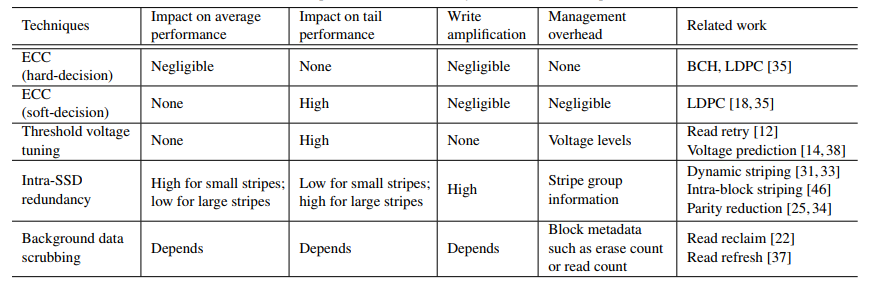 Techniques
Impact on average
performance
Impact on tail
performance
Write
amplification
Management
overhead
Related work
ECC
(hard-decision)
Negligible
None
Negligible
None
BCH, LDPC [35]
ECC
(soft-decision)
None
High
Negligible
Negligible
LDPC [18, 35]
Threshold voltage
tuning
None
High
None
Voltage levels
Read retry [12]
Voltage prediction [14, 38]
Intra-SSD
redundancy
High for small stripes;
low for large stripes
Low for small stripes;
high for large stripes
High
Stripe group
information
Dynamic striping [31, 33]
Intra-block striping [46]
Parity reduction [25, 34]
Background data
scrubbing
Depends
Depends
Depends
Block metadata
such as erase count
or read count
Read reclaim [22]
Read refresh [37]